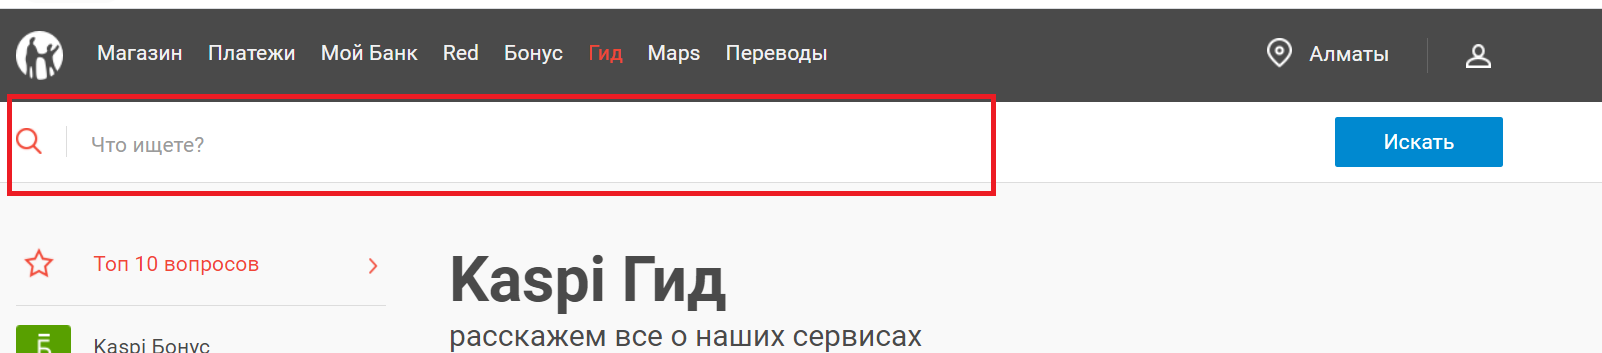 Магазин Платежи Мой Банк Red Бонус Гид Maps Переводы Алматы
Что ищете? Искать
Топ 10 вопросов
Kaspi Гид
расскажем все о наших сервисах
Б
Kaspi Бонус